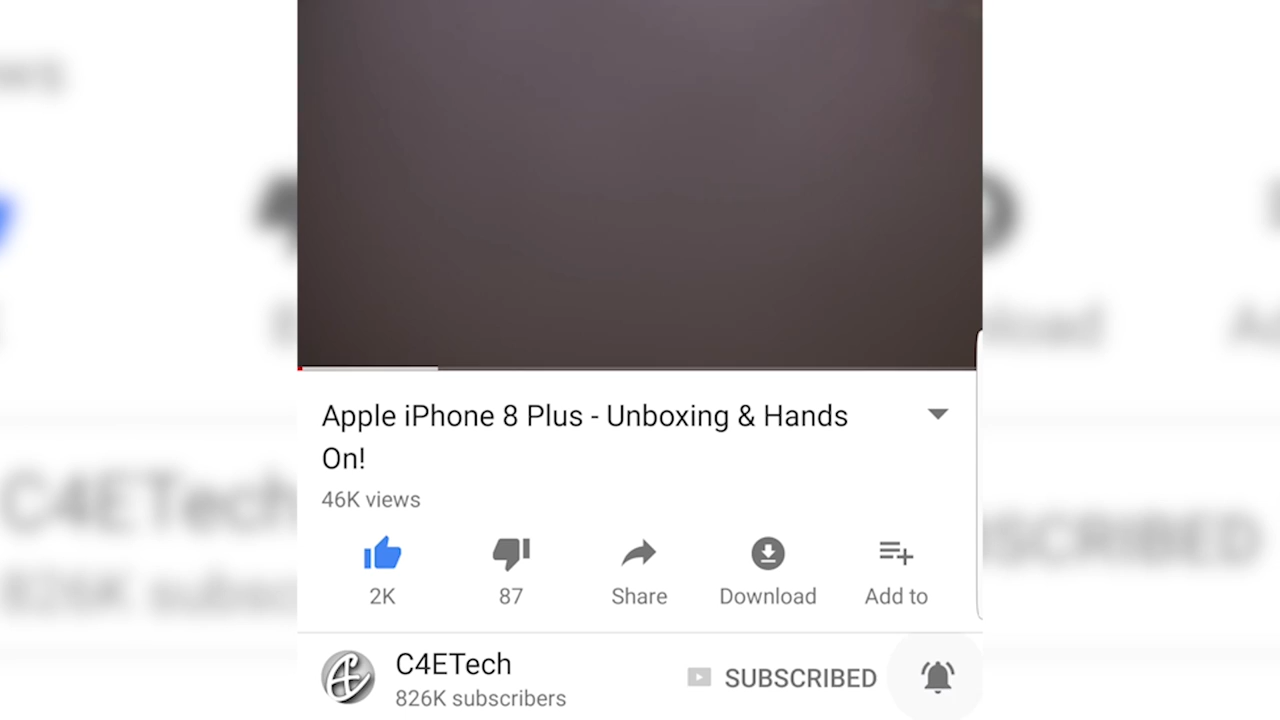 Apple iPhone 8 Plus - Unboxing & Hands
On!
46K views
2K
87
Share
Download
Add to
C4ETech
826K subscribers
SUBSCRIBED